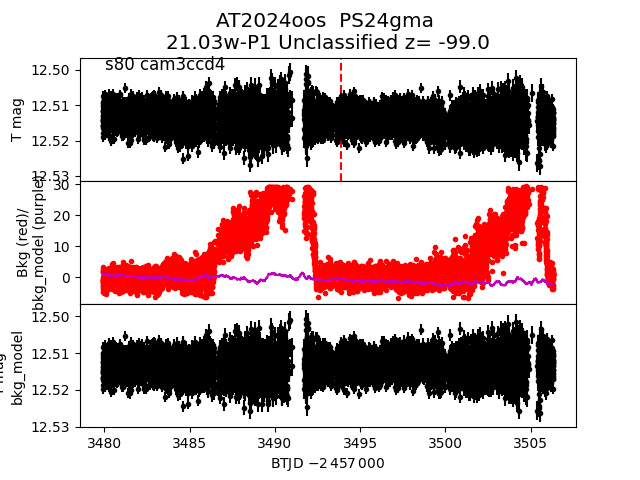 AT2024oos PS24gma
21.03w-P1 Unclassified z= -99.0
s80 cam3ccd4
12.50
12.51
12.52
12.53
T mag
30
20
10
0
Bkg (red)/
bkg_model (purple)
12.50
12.51
12.52
12.53
mag
bkg_model
3480
3485
3490
3495
3500
3505
BTJD −2 457 000